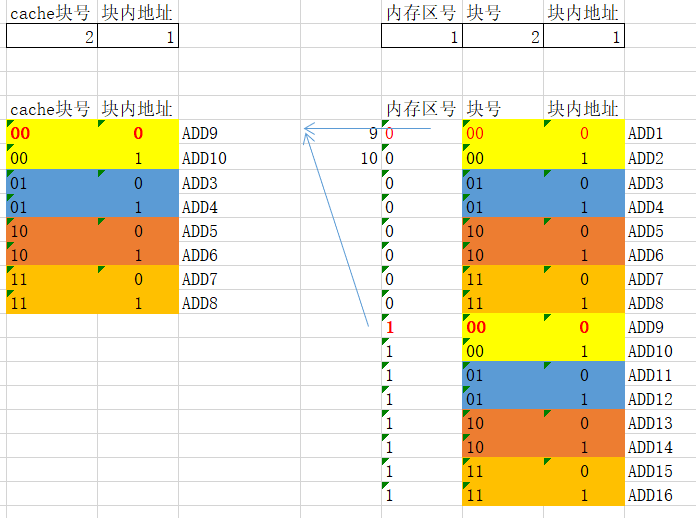 cache块号 块内地址 内存区号 块号 块内地址
2 1 1 2 1
cache块号 块内地址 内存区号 块号 块内地址
00 0 ADD9 9 0 00 0 ADD1
00 1 ADD10 10 0 00 1 ADD2
01 0 ADD3 0 01 0 ADD3
01 1 ADD4 0 01 1 ADD4
10 0 ADD5 0 10 0 ADD5
10 1 ADD6 0 10 1 ADD6
11 0 ADD7 0 11 0 ADD7
11 1 ADD8 0 11 1 ADD8
1 00 0 ADD9
1 00 1 ADD10
1 01 0 ADD11
1 01 1 ADD12
1 10 0 ADD13
1 10 1 ADD14
1 11 0 ADD15
1 11 1 ADD16